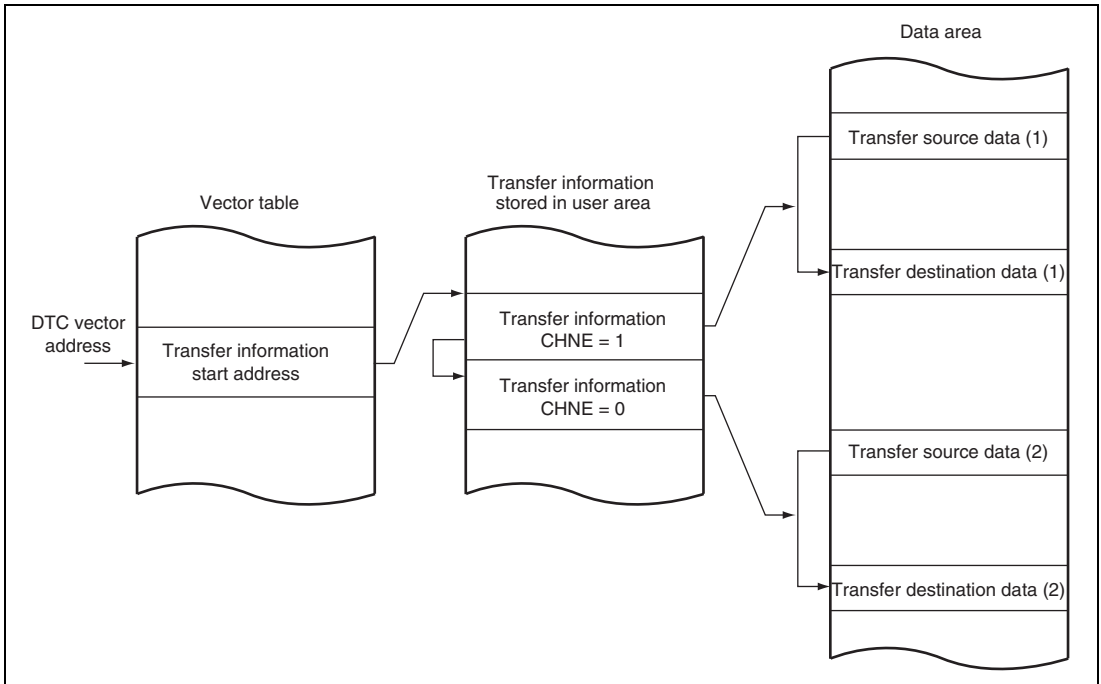 Data area
Transfer source data (1)
Transfer information
stored in user area
Vector table
Transfer destination data (1)
DTC vector
address
Transfer information
start address
Transfer information
CHNE = 1
Transfer information
CHNE = 0
Transfer source data (2)
Transfer destination data (2)